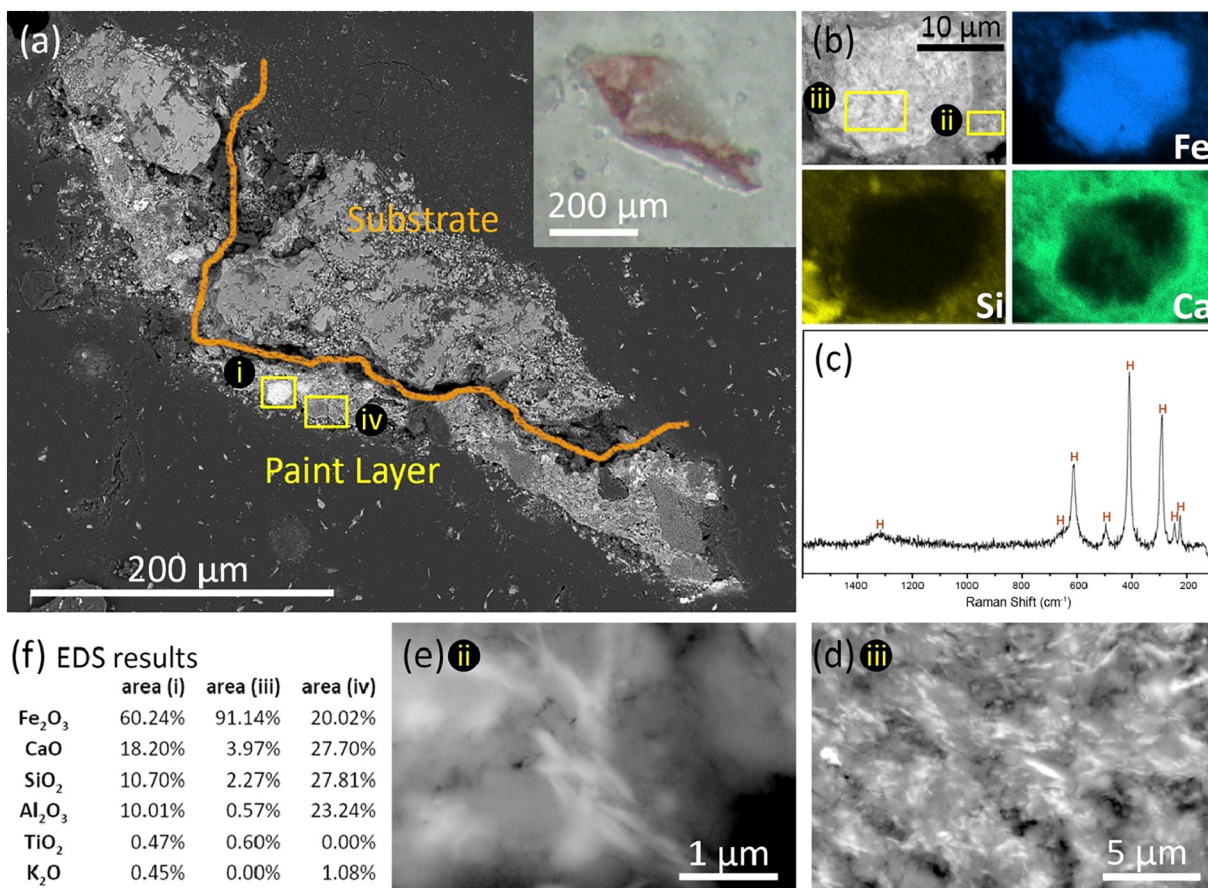 (a)
Substrate
200 µm
i
iv
Paint Layer
200 µm
(b)
10 µm
iii
ii
Fe
Si
Ca
(c)
H
H
H
H
H
H
H
H
1400
1200
1000
800
600
400
200
Raman Shift (cm⁻¹)
(f) EDS results
area (i) area (iii) area (iv)
Fe₂O₃ 60.24% 91.14% 20.02%
CaO 18.20% 3.97% 27.70%
SiO₂ 10.70% 2.27% 27.81%
Al₂O₃ 10.01% 0.57% 23.24%
TiO₂ 0.47% 0.60% 0.00%
K₂O 0.45% 0.00% 1.08%
(e) ii
1 µm
(d) iii
5 µm